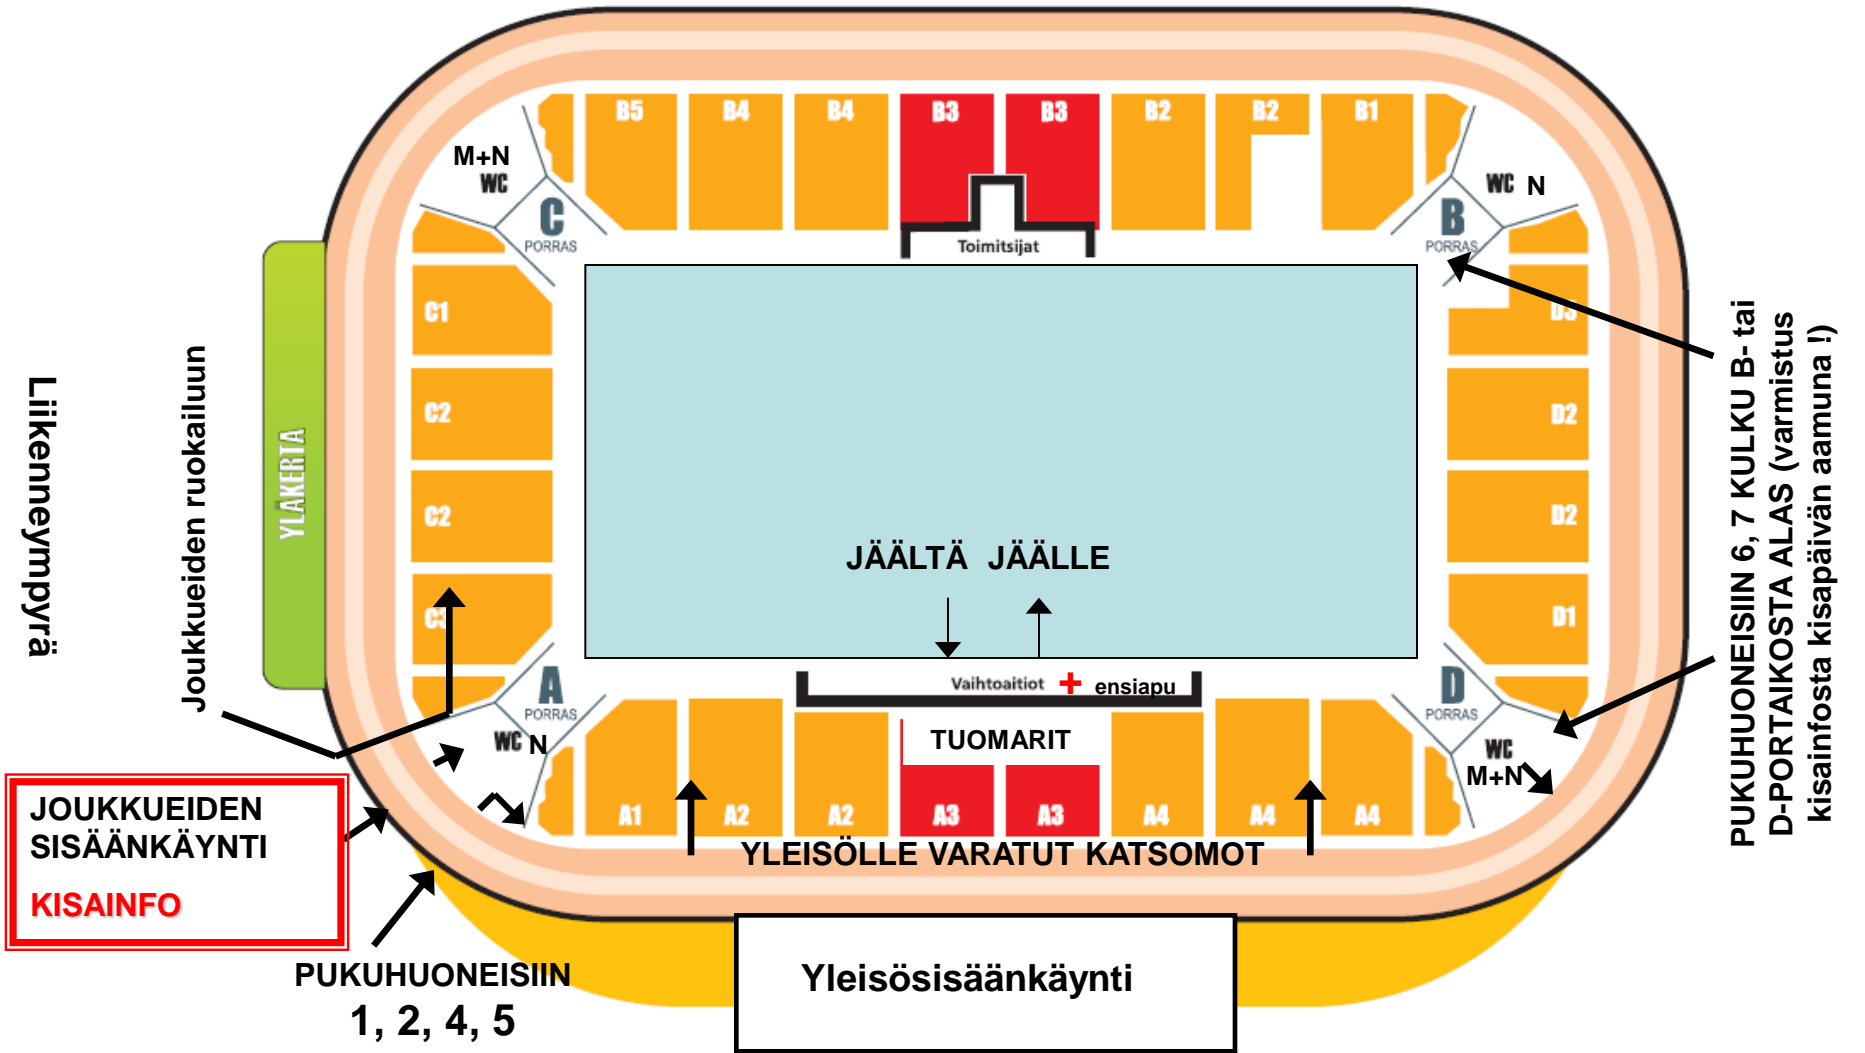 B5
B4
B4
B3
B3
B2
B2
B1
M+N
WC
WC N
C
PORRAS
B
PORRAS
Toimitsijat
C1
C2
C2
C3
D3
D2
D2
D1
YLÄKERTA
Liikenneympyrä
Joukkueiden ruokailuun
PUKUHUONEISIIN 6, 7 KULKU B- tai
D-PORTAIKOSTA ALAS (varmistus
kisainfosta kisapäivän aamuna !)
JÄÄLTÄ JÄÄLLE
Vaihtoaitiot + ensiapu
A
PORRAS
D
PORRAS
WC N
WC
M+N
TUOMARIT
A1
A2
A2
A3
A3
A4
A4
A4
YLEISÖLLE VARATUT KATSOMOT
JOUKKUEIDEN
SISÄÄNKÄYNTI
KISAINFO
PUKUHUONEISIIN
1, 2, 4, 5
Yleisösisäänkäynti